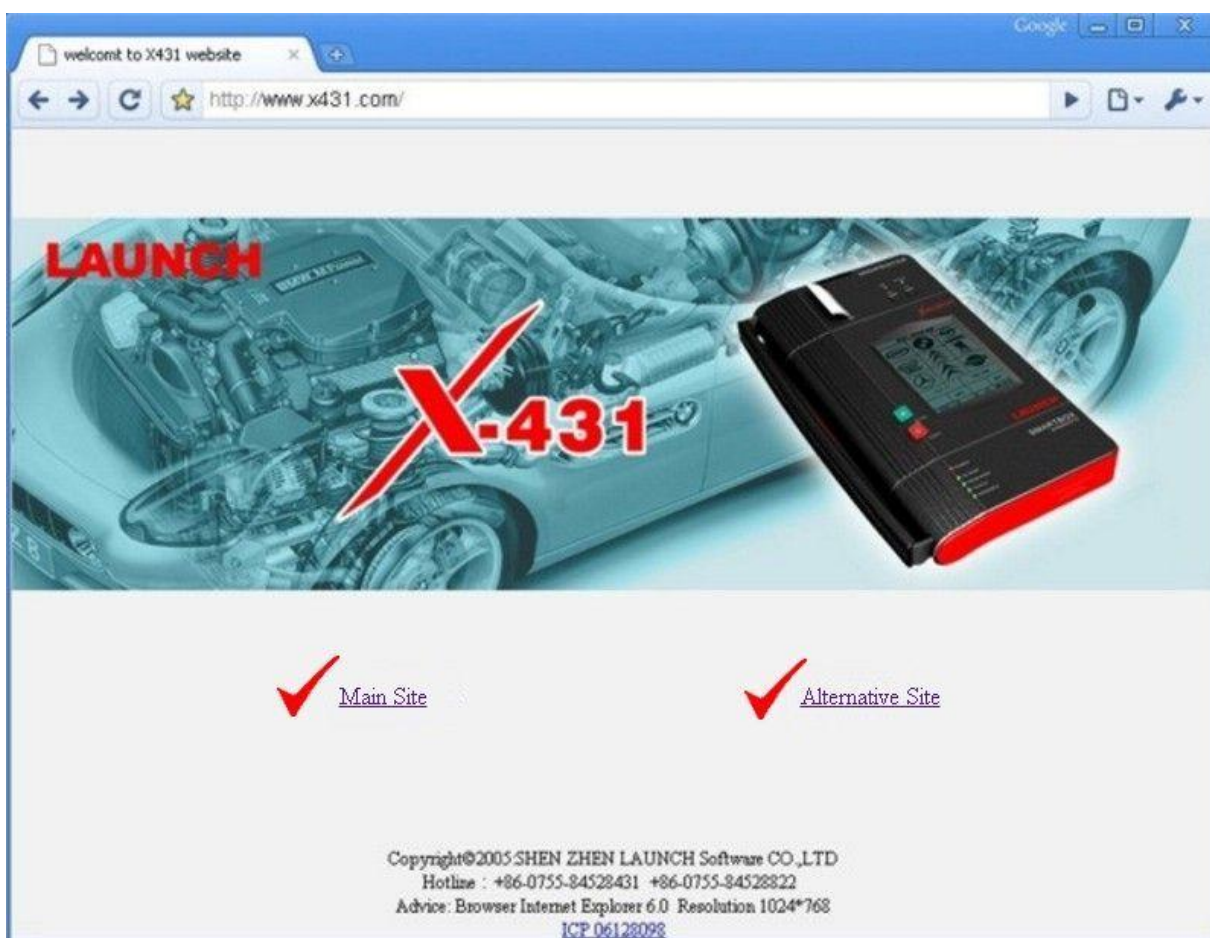 Google
welcomt to X431 website
http://www.x431.com/
LAUNCH
X-431
LAUNCH
SMARTBOX
Main Site
Alternative Site
Copyright©2005:SHEN ZHEN LAUNCH Software CO.,LTD
Hotline : +86-0755-84528431 +86-0755-84528822
Advice: Browser Internet Explorer 6.0 Resolution 1024*768
ICP 06128098